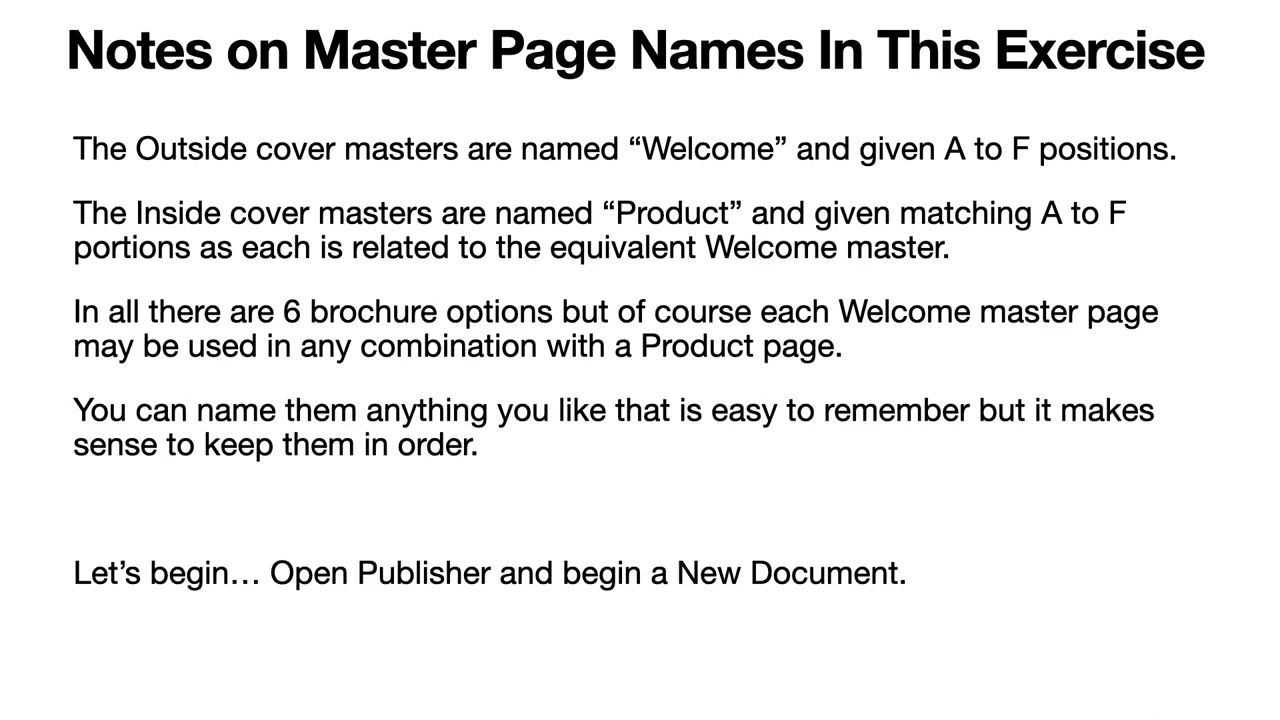 Notes on Master Page Names In This Exercise
The Outside cover masters are named “Welcome” and given A to F positions.
The Inside cover masters are named “Product” and given matching A to F
portions as each is related to the equivalent Welcome master.
In all there are 6 brochure options but of course each Welcome master page
may be used in any combination with a Product page.
You can name them anything you like that is easy to remember but it makes
sense to keep them in order.
Let’s begin… Open Publisher and begin a New Document.